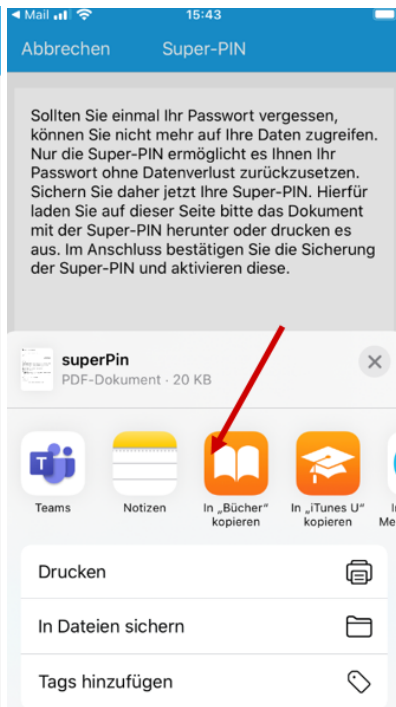 Mail 15:43
Abbrechen Super-PIN
Sollten Sie einmal Ihr Passwort vergessen,
können Sie nicht mehr auf Ihre Daten zugreifen.
Nur die Super-PIN ermöglicht es Ihnen Ihr
Passwort ohne Datenverlust zurückzusetzen.
Sichern Sie daher jetzt Ihre Super-PIN. Hierfür
laden Sie auf dieser Seite bitte das Dokument
mit der Super-PIN herunter oder drucken es
aus. Im Anschluss bestätigen Sie die Sicherung
der Super-PIN und aktivieren diese.
superPin
PDF-Dokument · 20 KB
Teams
Notizen
In „Bücher“
kopieren
In „iTunes U“
kopieren
Drucken
In Dateien sichern
Tags hinzufügen